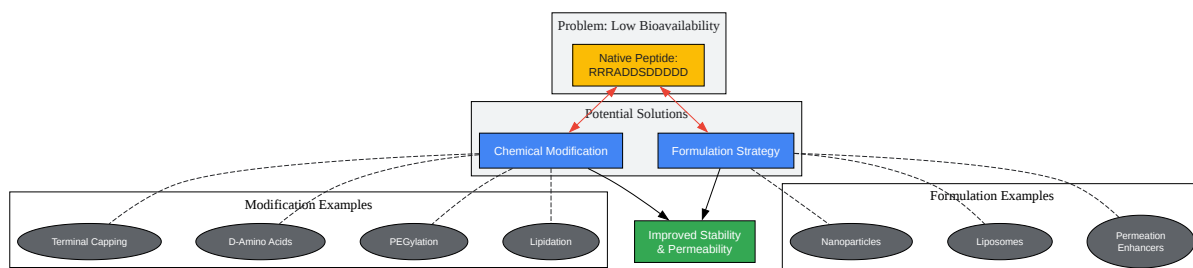 Problem: Low Bioavailability
Native Peptide:
RRRADDSDDDDD
Potential Solutions
Chemical Modification
Formulation Strategy
Modification Examples
Formulation Examples
Terminal Capping
D-Amino Acids
PEGylation
Lipidation
Improved Stability
& Permeability
Nanoparticles
Liposomes
Permeation
Enhancers